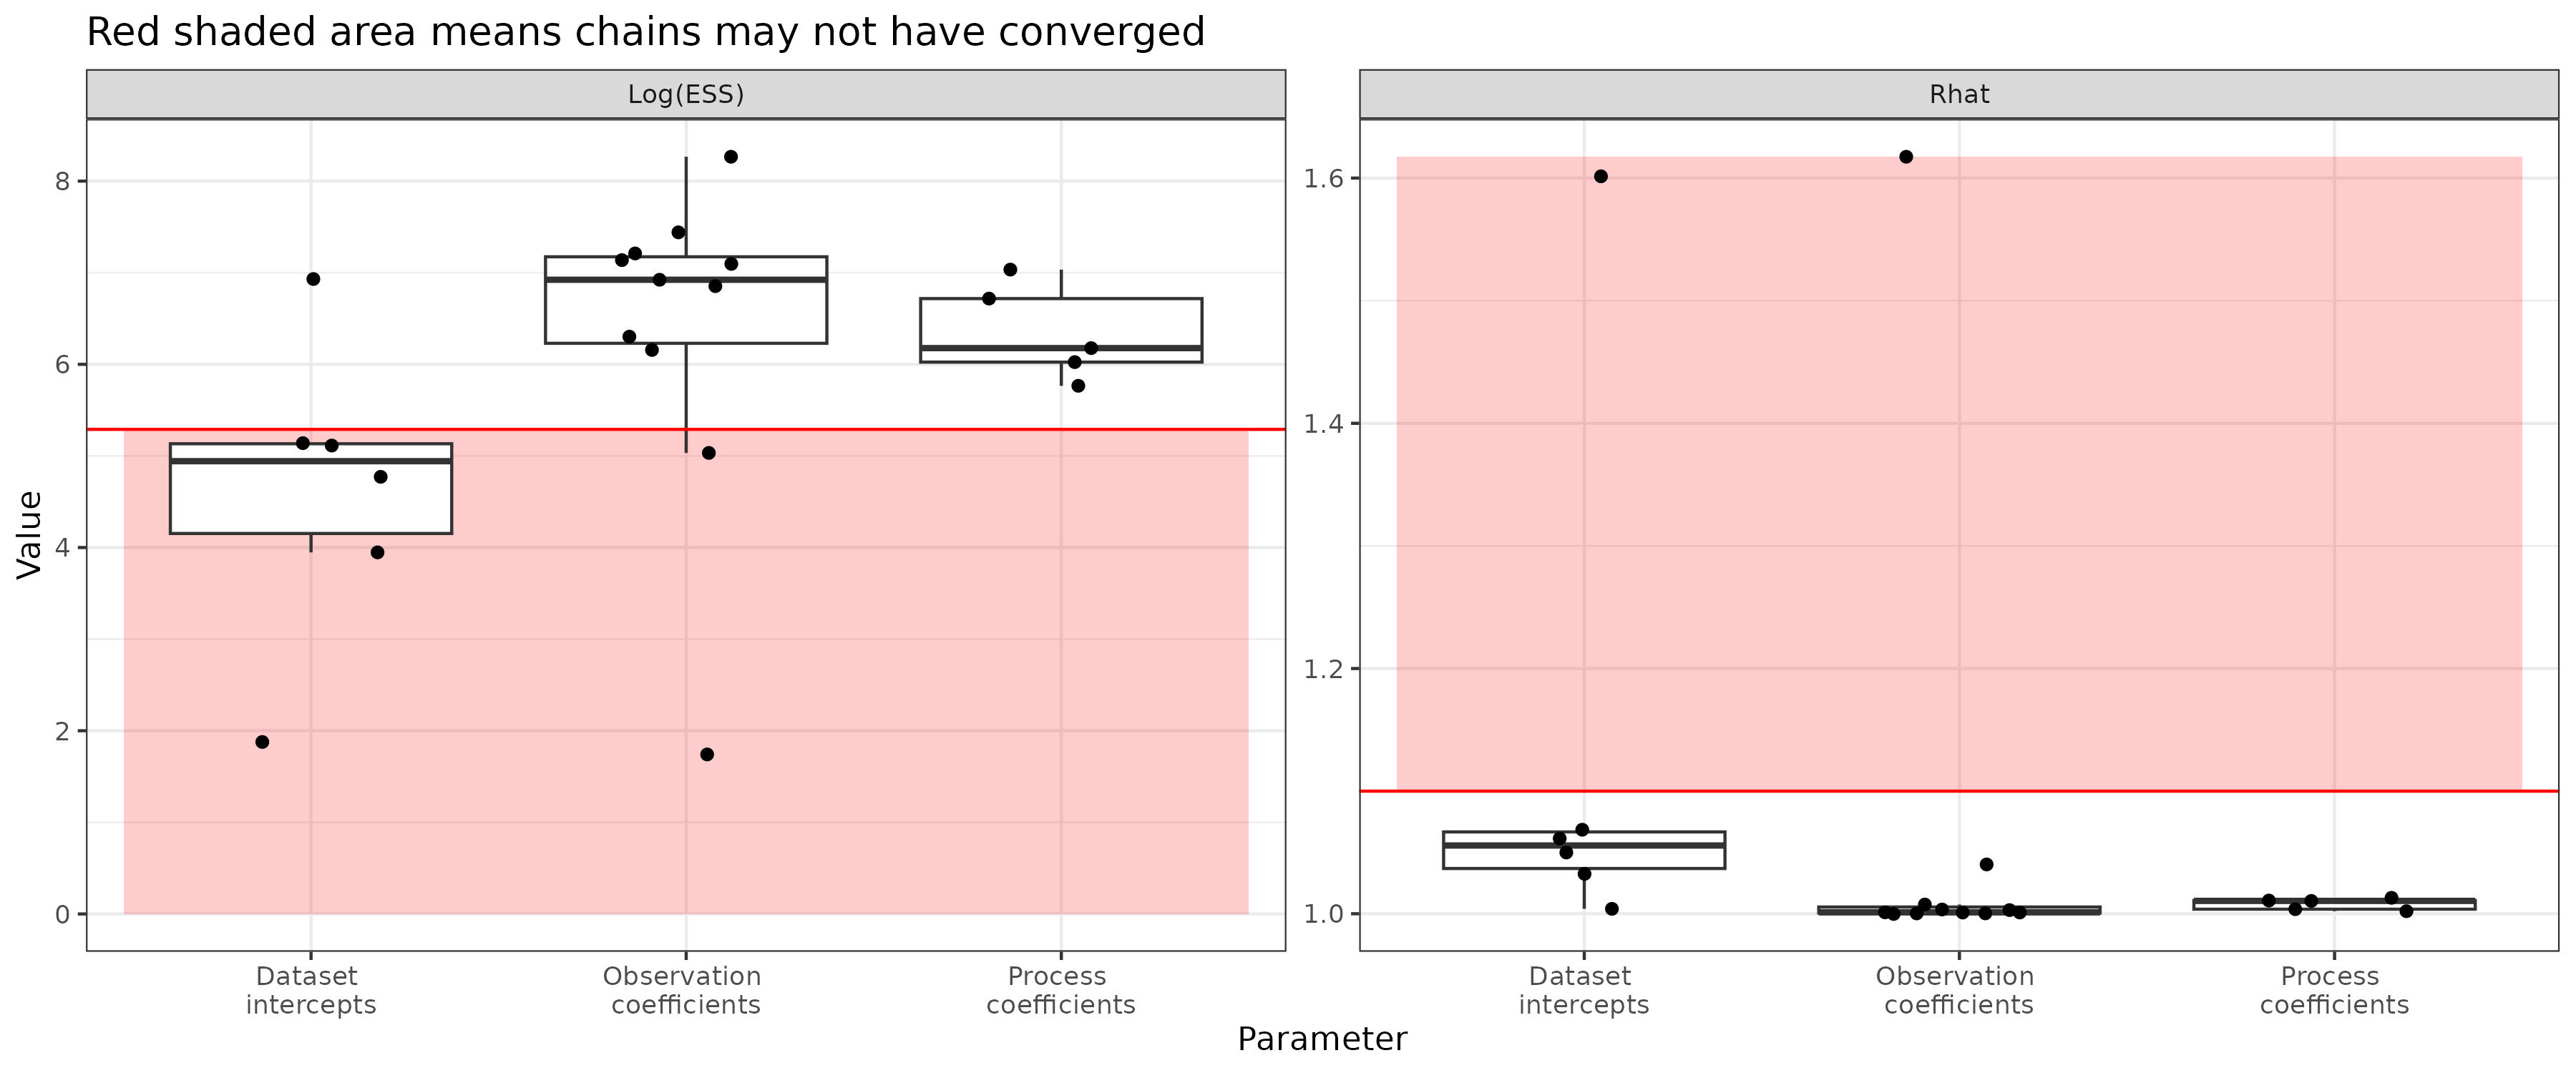 Red shaded area means chains may not have converged
Log(ESS)
Rhat
Value
8
6
4
2
0
1.6
1.4
1.2
1.0
Dataset
intercepts
Observation
coefficients
Process
coefficients
Dataset
intercepts
Observation
coefficients
Process
coefficients
Parameter